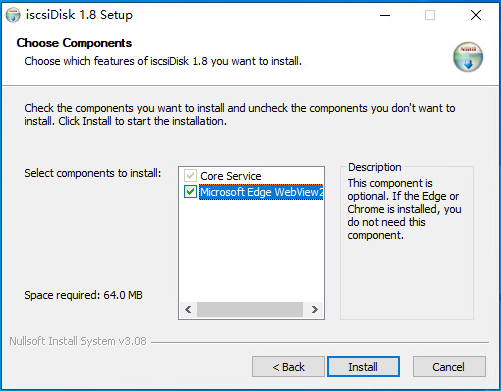 iscsiDisk 1.8 Setup
Choose Components
Choose which features of iscsiDisk 1.8 you want to install.
Check the components you want to install and uncheck the components you don't want to
install. Click Install to start the installation.
Select components to install:
Core Service
Microsoft Edge WebView2
Description
This component is
optional. If the Edge or
Chrome is installed, you
do not need this
component.
Space required: 64.0 MB
Nullsoft Install System v3.08
< Back
Install
Cancel